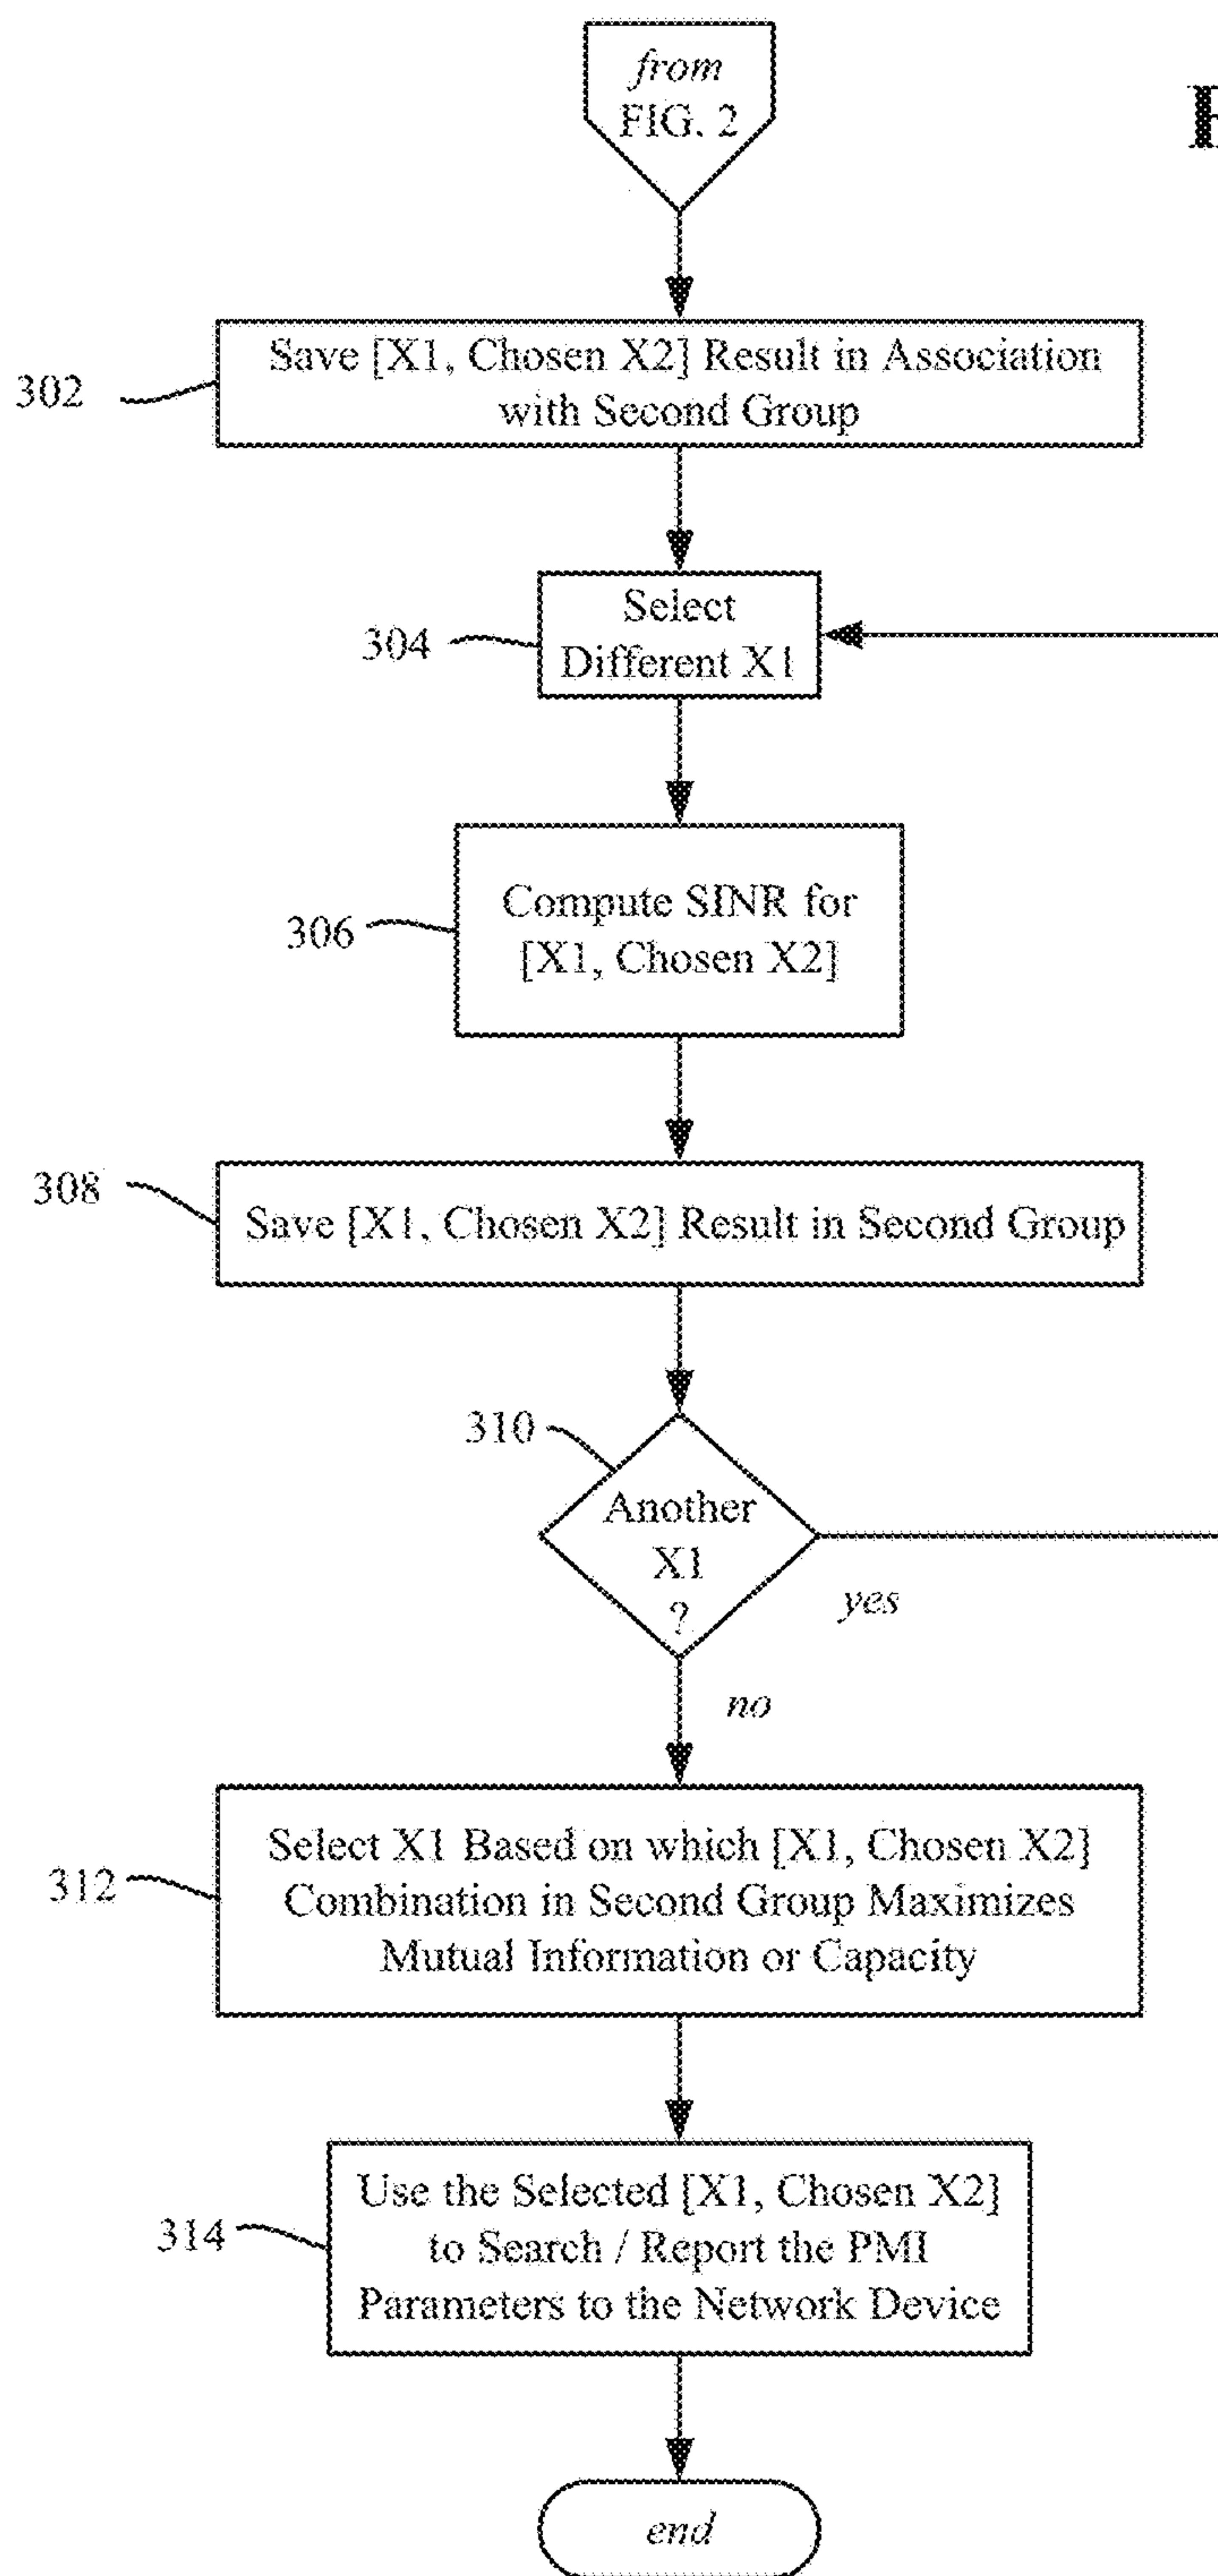 from
FIG. 2
302
Save [X1, Chosen X2] Result in Association
with Second Group
304
Select
Different X1
306
Compute SINR for
[X1, Chosen X2]
308
Save [X1, Chosen X2] Result in Second Group
310
Another
X1
?
yes
no
312
Select X1 Based on which [X1, Chosen X2]
Combination in Second Group Maximizes
Mutual Information or Capacity
314
Use the Selected [X1, Chosen X2]
to Search / Report the PMI
Parameters to the Network Device
end